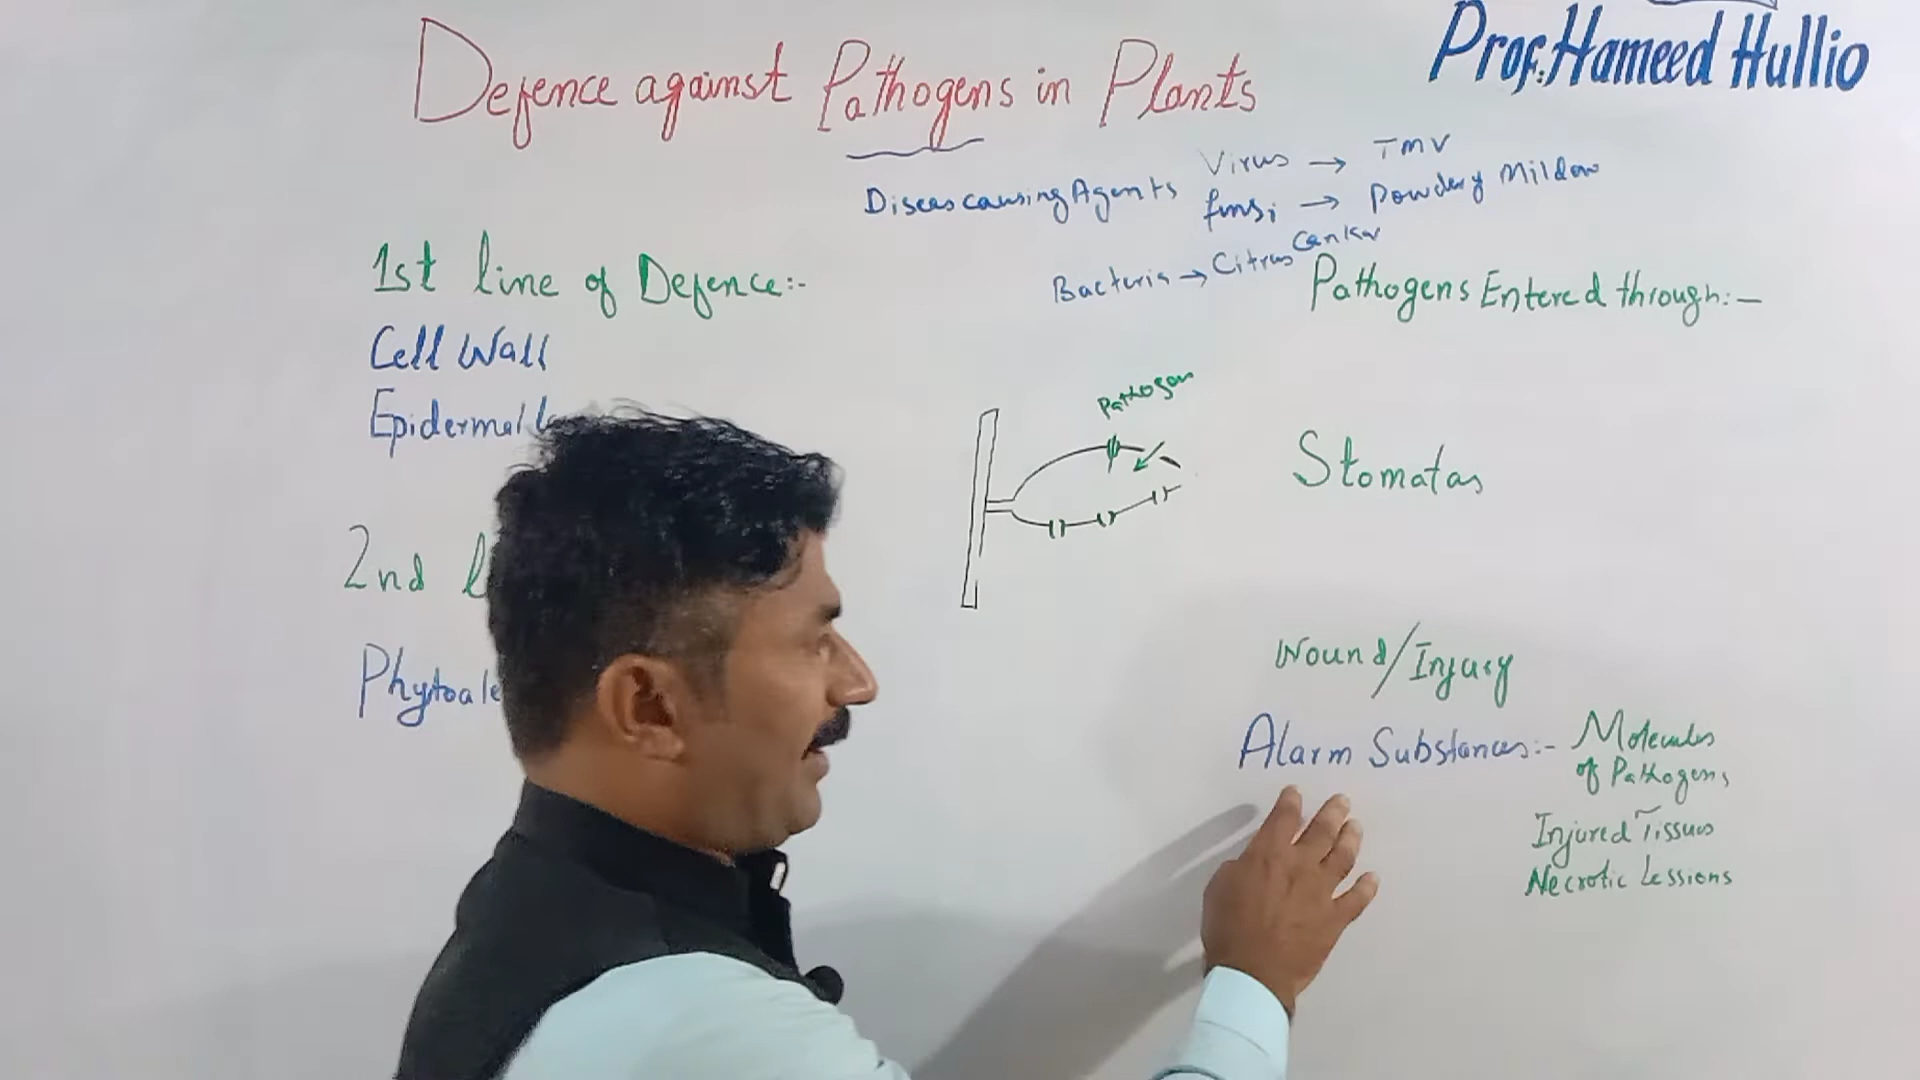 Defence against Pathogens in Plants
Prof. Hameed Hullio
Diseas causing Agents
Virus → TMV
fungi → Powdery Mildew
Bacteria → Citrus Canker
1st line of Defence:-
Cell Wall
Epidermal
2nd
Phytoale
Pathogen
Pathogens Entered through:-
Stomatas
Wound/Injury
Alarm Substances:- Molecules
of Pathogens
Injured Tissues
Necrotic Lessions